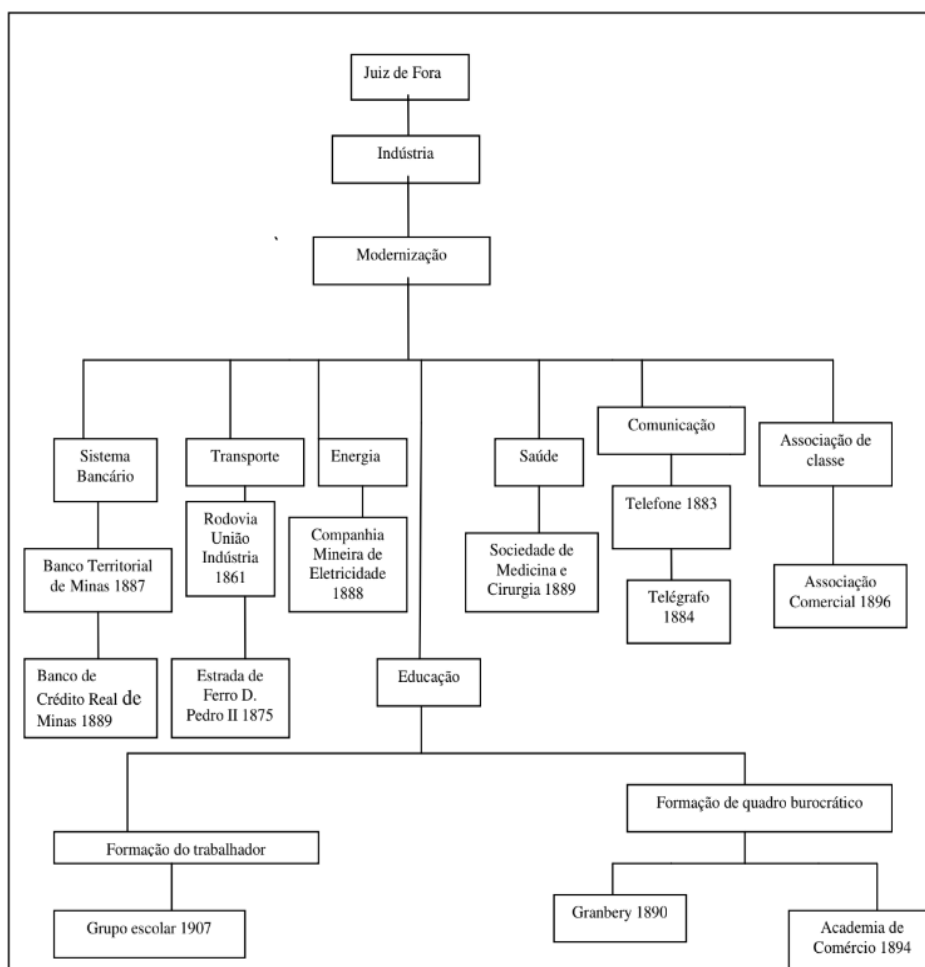 Juiz de Fora
Indústria
Modernização
Sistema
Bancário
Banco Territorial
de Minas 1887
Banco de
Crédito Real de
Minas 1889
Transporte
Rodovia
União
Indústria
1861
Estrada de
Ferro D.
Pedro II 1875
Energia
Companhia
Mineira de
Eletricidade
1888
Saúde
Sociedade de
Medicina e
Cirurgia 1889
Comunicação
Telefone 1883
Telégrafo
1884
Associação de
classe
Associação
Comercial 1896
Educação
Formação do trabalhador
Grupo escolar 1907
Formação de quadro burocrático
Granbery 1890
Academia de
Comércio 1894